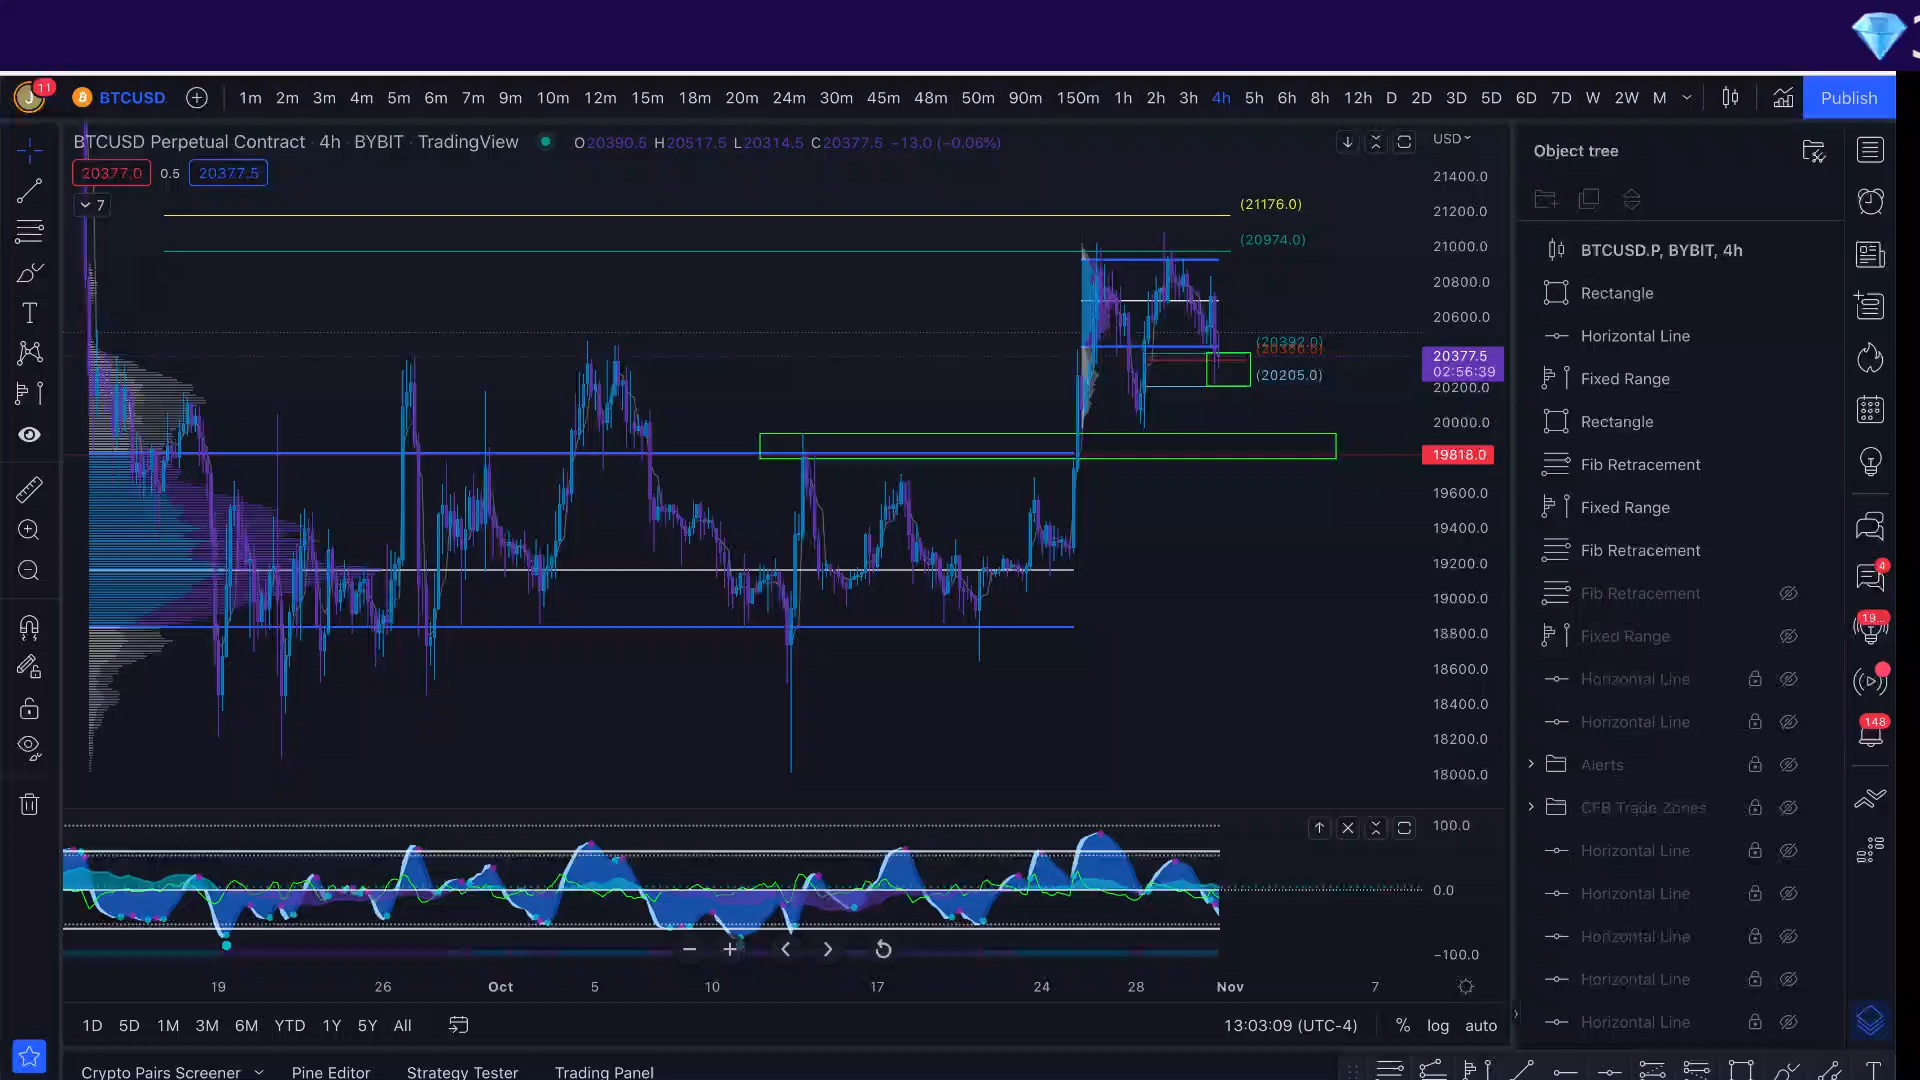 11
BTCUSD
1m 2m 3m 4m 5m 6m 7m 9m 10m 12m 15m 18m 20m 24m 30m 45m 48m 50m 90m 150m 1h 2h 3h 4h 5h 6h 8h 12h D 2D 3D 5D 6D 7D W 2W M
Publish
BTCUSD Perpetual Contract · 4h · BYBIT · TradingView
O20390.5 H20517.5 L20314.5 C20377.5 −13.0 (−0.06%)
USD
20377.0 0.5 20377.5
7
21400.0
21200.0
21000.0
20800.0
20600.0
20377.5
02:56:39
20200.0
20000.0
19818.0
19600.0
19400.0
19200.0
19000.0
18800.0
18600.0
18400.0
18200.0
18000.0
(21176.0)
(20974.0)
(20392.0)
(20205.0)
100.0
0.0
−100.0
19 26 Oct 5 10 17 24 28 Nov 7
1D 5D 1M 3M 6M YTD 1Y 5Y All
13:03:09 (UTC-4) % log auto
Crypto Pairs Screener Pine Editor Strategy Tester Trading Panel
Object tree
BTCUSD.P, BYBIT, 4h
Rectangle
Horizontal Line
Fixed Range
Rectangle
Fib Retracement
Fixed Range
Fib Retracement
Fib Retracement
Fixed Range
Horizontal Line
Horizontal Line
Alerts
CFB Trade Zones
Horizontal Line
Horizontal Line
Horizontal Line
Horizontal Line
Horizontal Line
4
19...
148